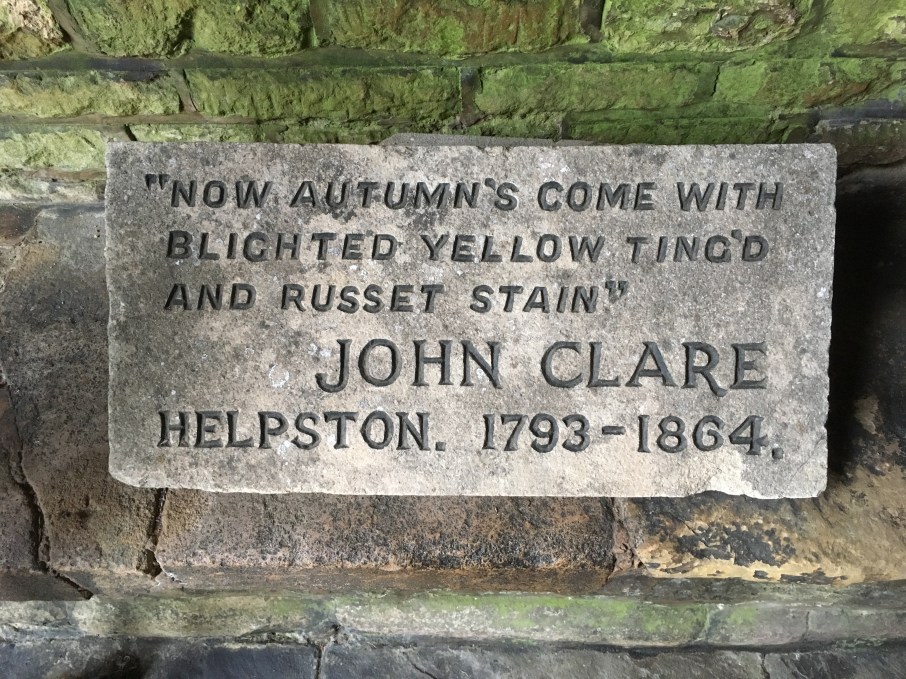 "NOW AUTUMN'S COME WITH
BLIGHTED YELLOW TING'D
AND RUSSET STAIN"
JOHN CLARE
HELPSTON. 1793-1864.